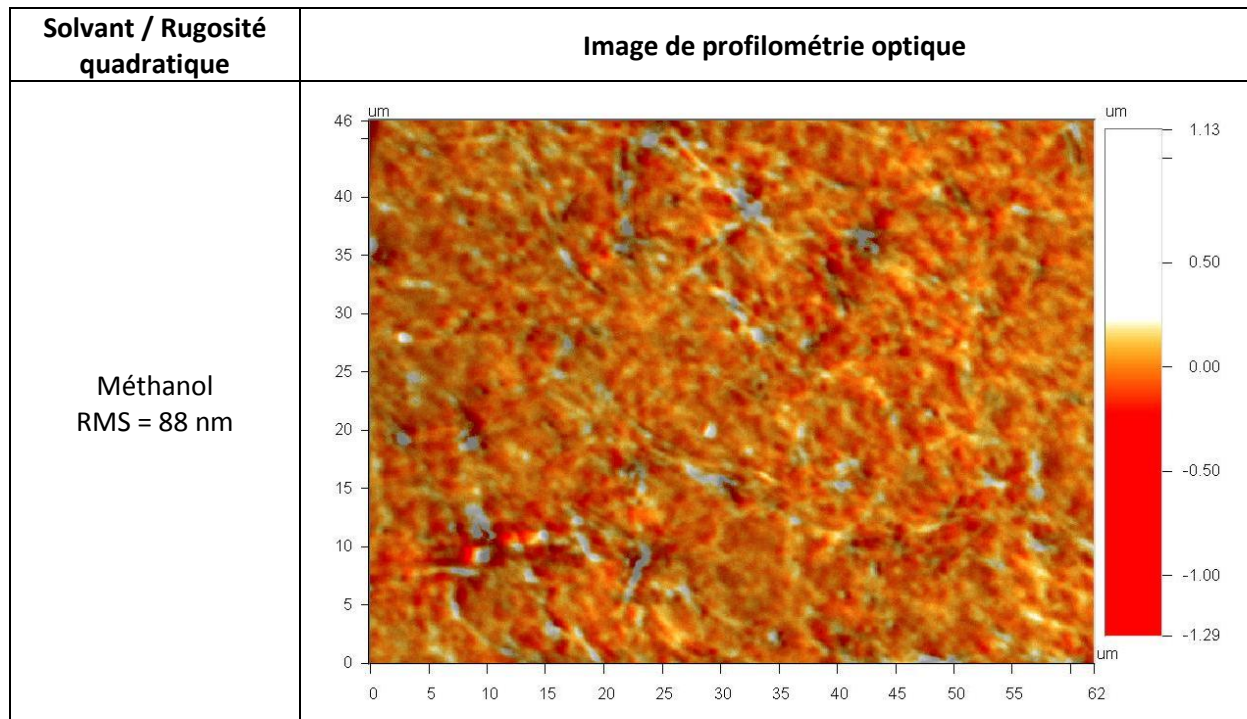 Solvant / Rugosité
quadratique
Image de profilométrie optique
Méthanol
RMS = 88 nm
um
46
40
35
30
25
20
15
10
5
0
0 5 10 15 20 25 30 35 40 45 50 55 62
um
1.13
0.50
0.00
-0.50
-1.00
-1.29
um